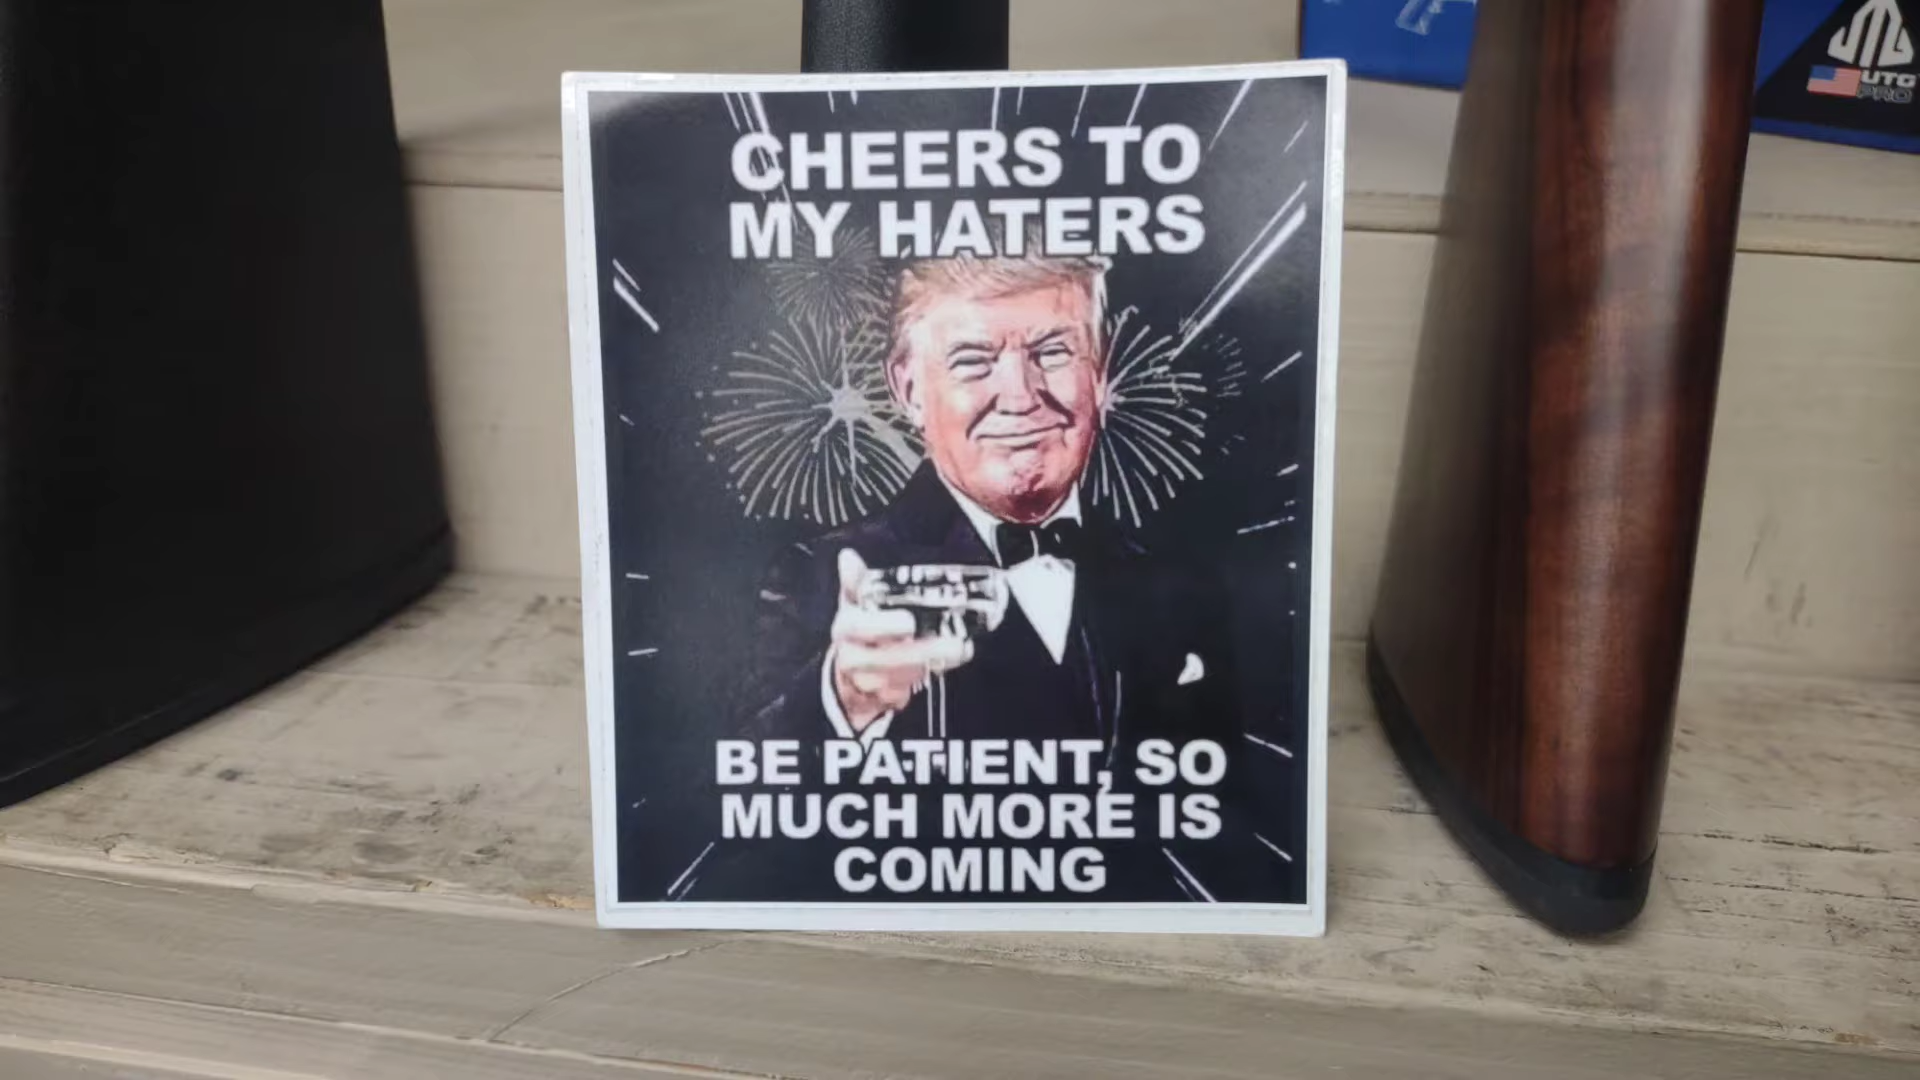 CHEERS TO
MY HATERS
BE PATIENT, SO
MUCH MORE IS
COMING
UTG
PRO